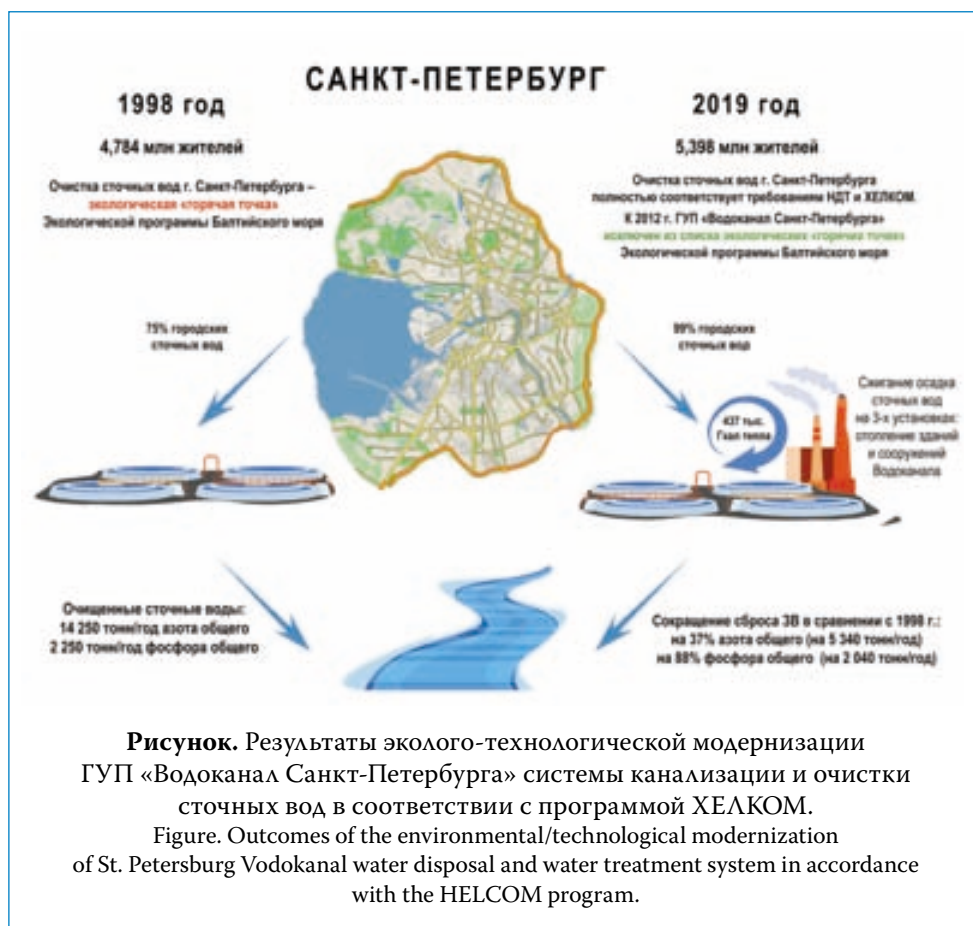 САНКТ-ПЕТЕРБУРГ
1998 год
4,784 млн жителей
Очистка сточных вод г. Санкт-Петербурга –
экологическая «горячая точка»
Экологической программы Балтийского моря
75% городских
сточных вод
Очищенные сточные воды:
14 250 тонн/год азота общего
2 250 тонн/год фосфора общего
2019 год
5,398 млн жителей
Очистка сточных вод г. Санкт-Петербурга
полностью соответствует требованиям НДТ и ХЕЛКОМ.
К 2012 г. ГУП «Водоканал Санкт-Петербурга»
исключен из списка экологических «горячих точек»
Экологической программы Балтийского моря
99% городских
сточных вод
437 тыс.
Гкал тепла
Сжигание осадка
сточных вод
на 3-х установках:
отопление зданий
и сооружений
Водоканала
Сокращение сброса ЗВ в сравнении с 1998 г.:
на 37% азота общего (на 5 340 тонн/год)
на 88% фосфора общего (на 2 040 тонн/год)
Рисунок. Результаты эколого-технологической модернизации
ГУП «Водоканал Санкт-Петербурга» системы канализации и очистки
сточных вод в соответствии с программой ХЕЛКОМ.
Figure. Outcomes of the environmental/technological modernization
of St. Petersburg Vodokanal water disposal and water treatment system in accordance
with the HELCOM program.